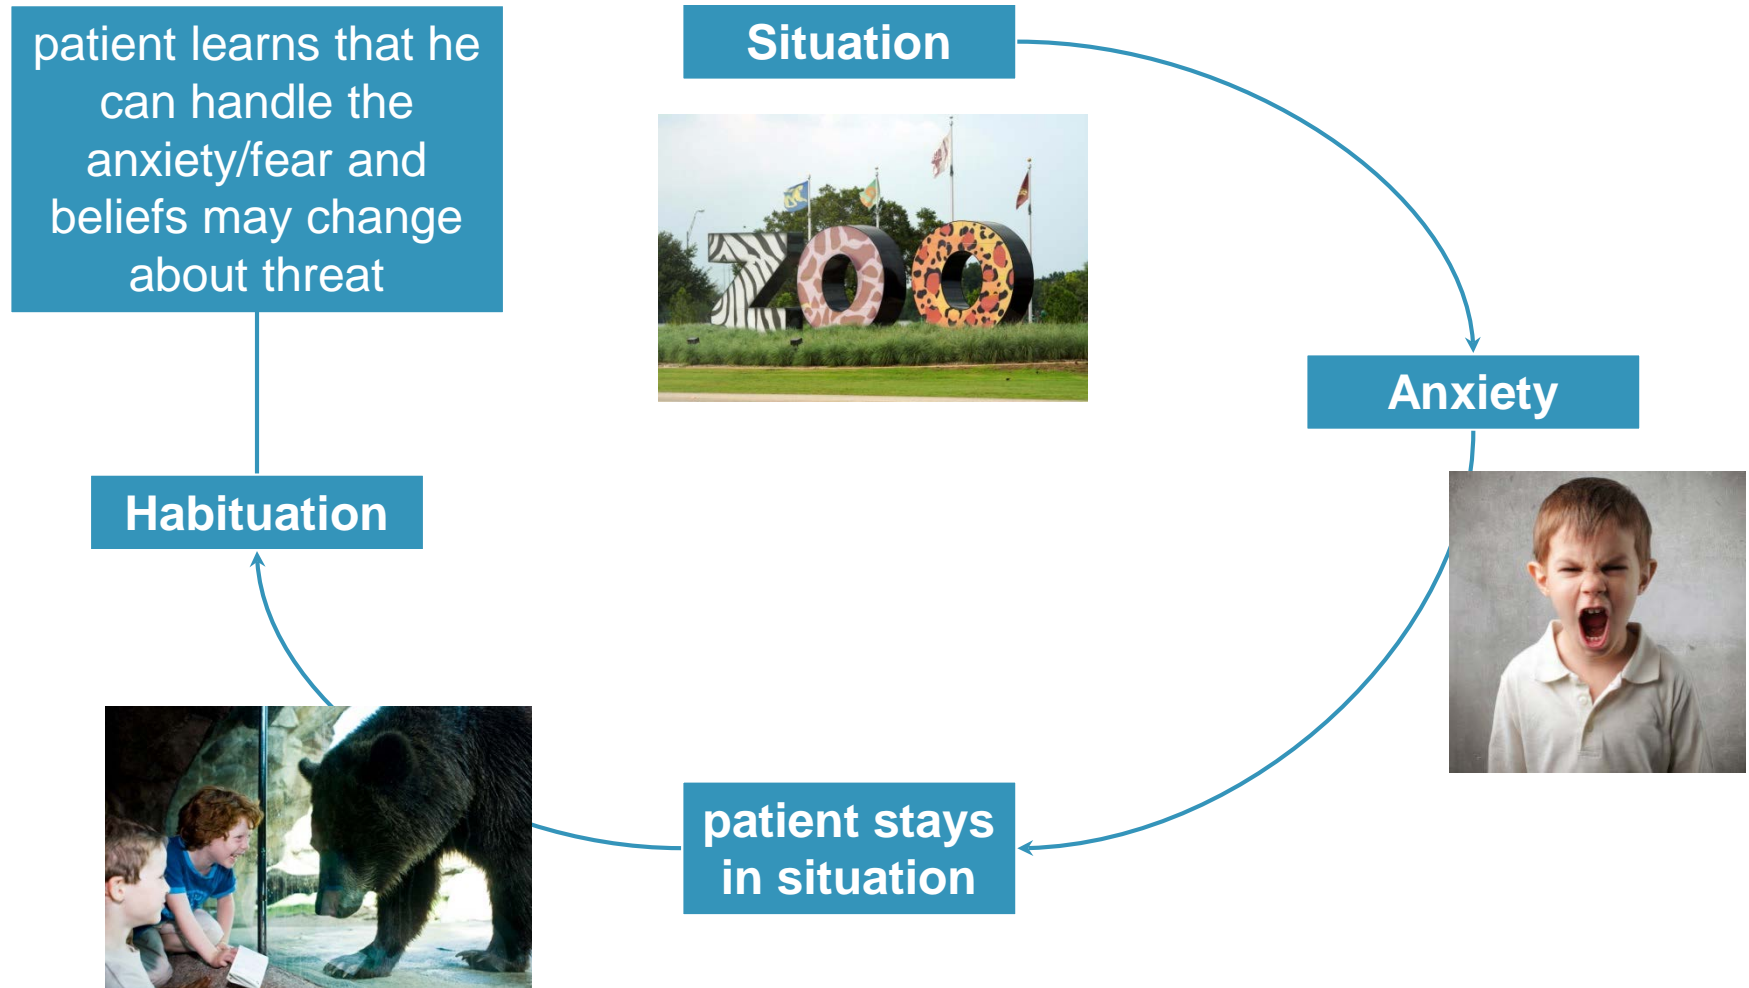 patient learns that he
can handle the
anxiety/fear and
beliefs may change
about threat
Situation
ZOO
Anxiety
Habituation
patient stays
in situation